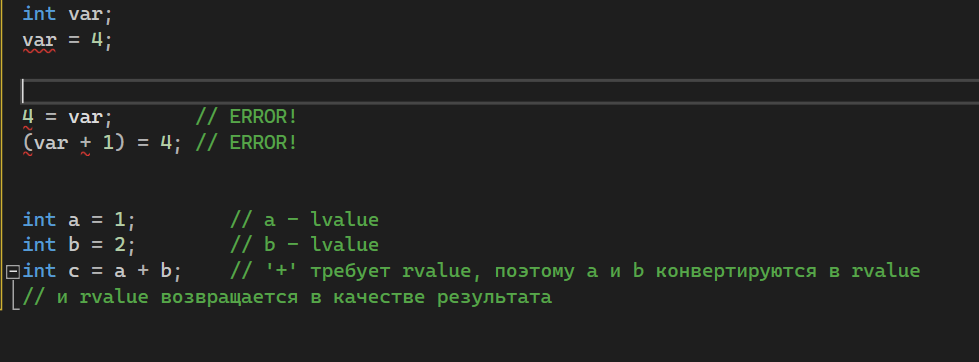 int var;
var = 4;
4 = var;       // ERROR!
(var + 1) = 4; // ERROR!
int a = 1;        // a - lvalue
int b = 2;        // b - lvalue
int c = a + b;    // '+' требует rvalue, поэтому a и b конвертируются в rvalue
// и rvalue возвращается в качестве результата